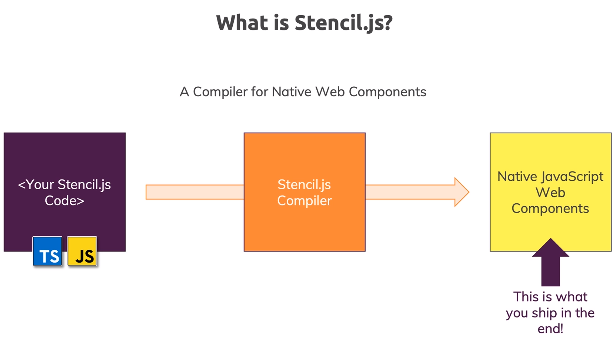 What is Stencil.js?
A Compiler for Native Web Components
<Your Stencil.js
Code>
TS
JS
Stencil.js
Compiler
Native JavaScript
Web
Components
This is what
you ship in the
end!